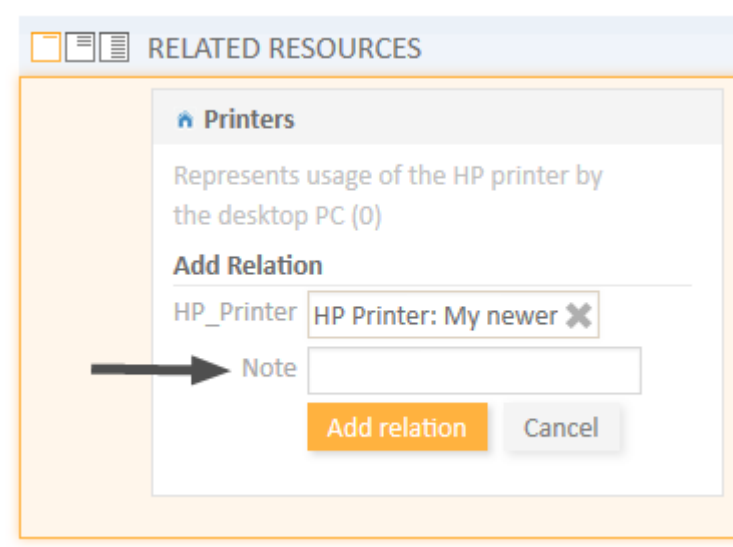 RELATED RESOURCES
Printers
Represents usage of the HP printer by
the desktop PC (0)
Add Relation
HP_Printer HP Printer: My newer
Note
Add relation Cancel